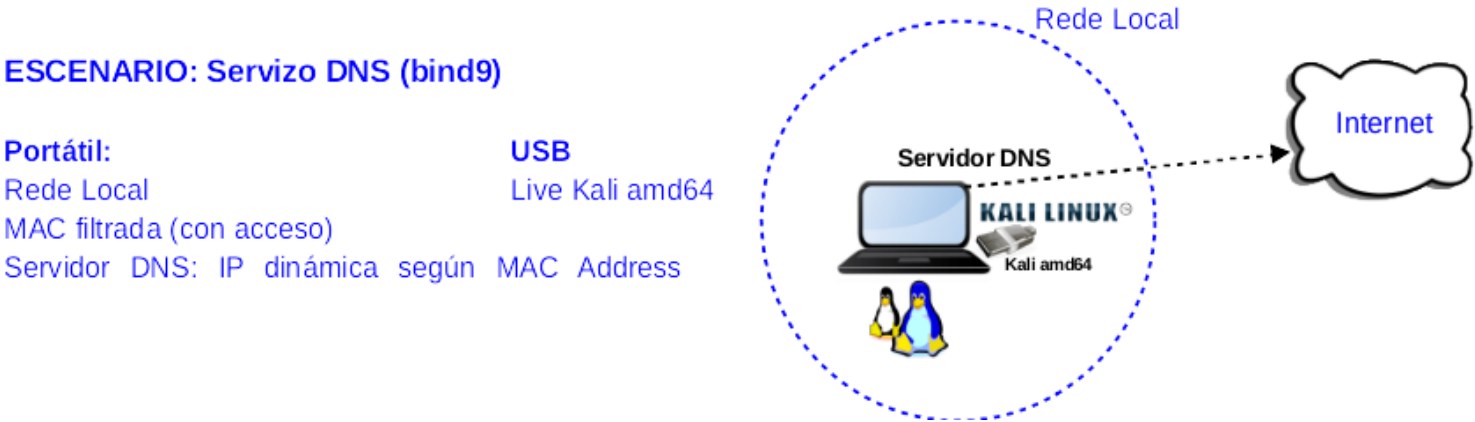 ESCENARIO: Servizo DNS (bind9)
Portátil:
Rede Local
MAC filtrada (con acceso)
Servidor DNS: IP dinámica según MAC Address
USB
Live Kali amd64
Rede Local
Internet
Servidor DNS
KALI LINUX
Kali amd64